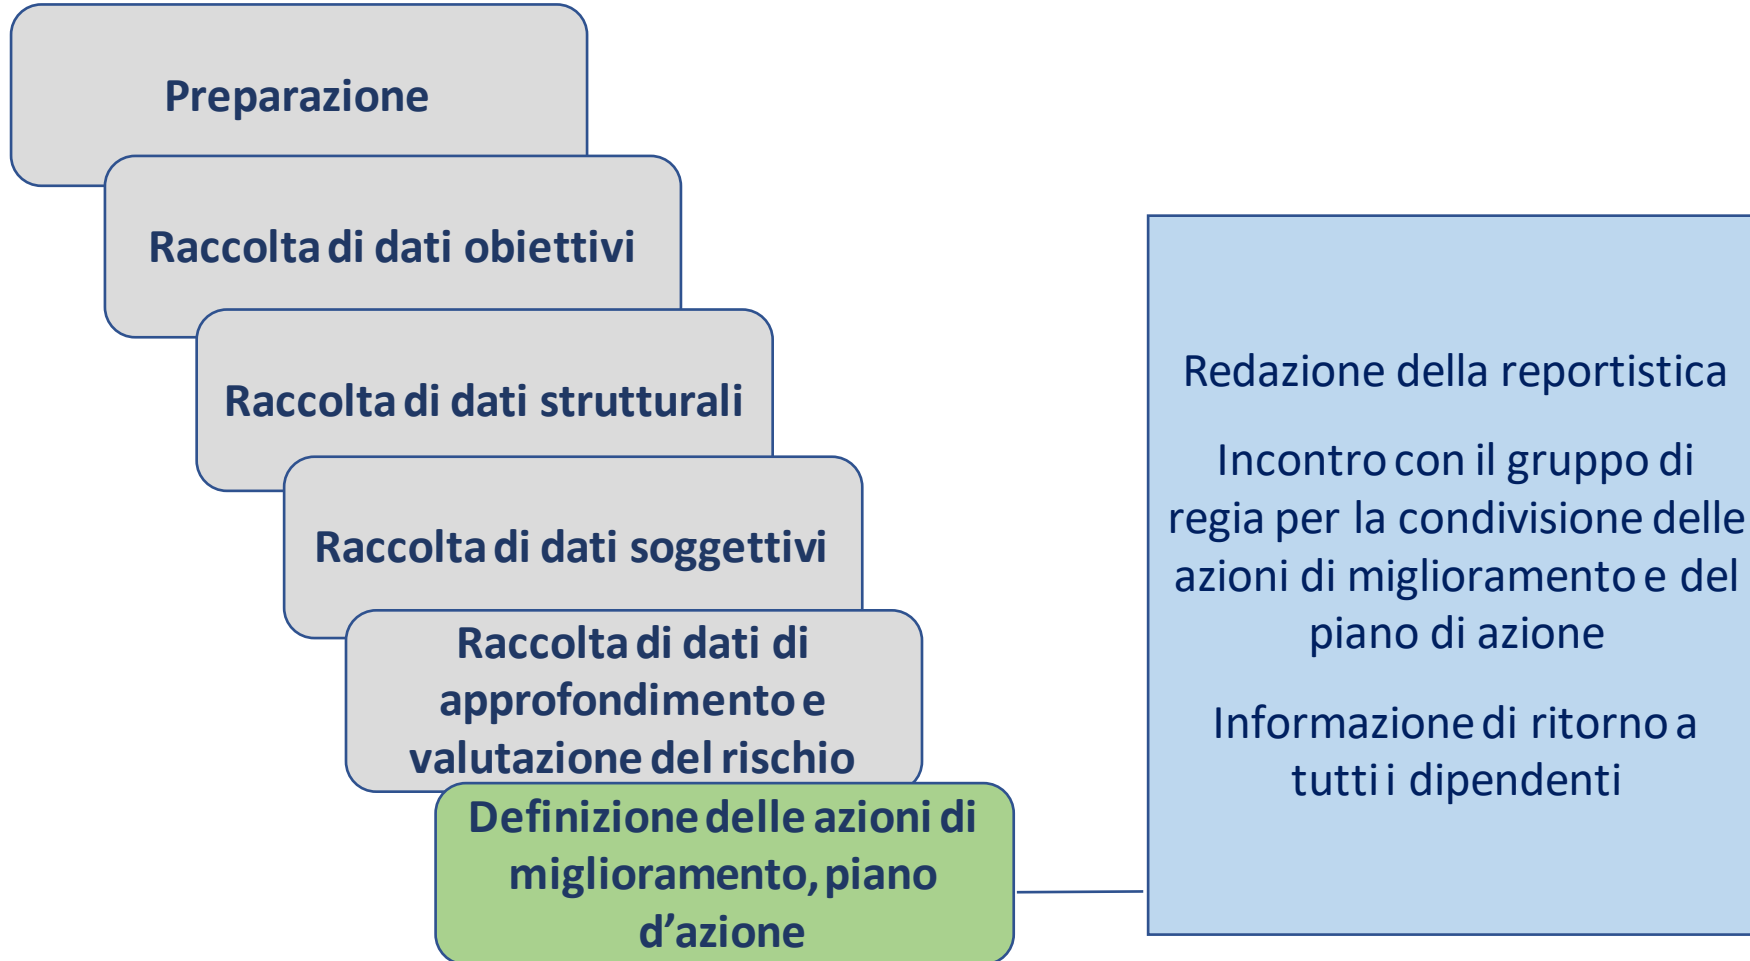 Preparazione
Raccolta di dati obiettivi
Raccolta di dati strutturali
Raccolta di dati soggettivi
Raccolta di dati di
approfondimento e
valutazione del rischio
Definizione delle azioni di
miglioramento, piano
d’azione
Redazione della reportistica
Incontro con il gruppo di
regia per la condivisione delle
azioni di miglioramento e del
piano di azione
Informazione di ritorno a
tutti i dipendenti